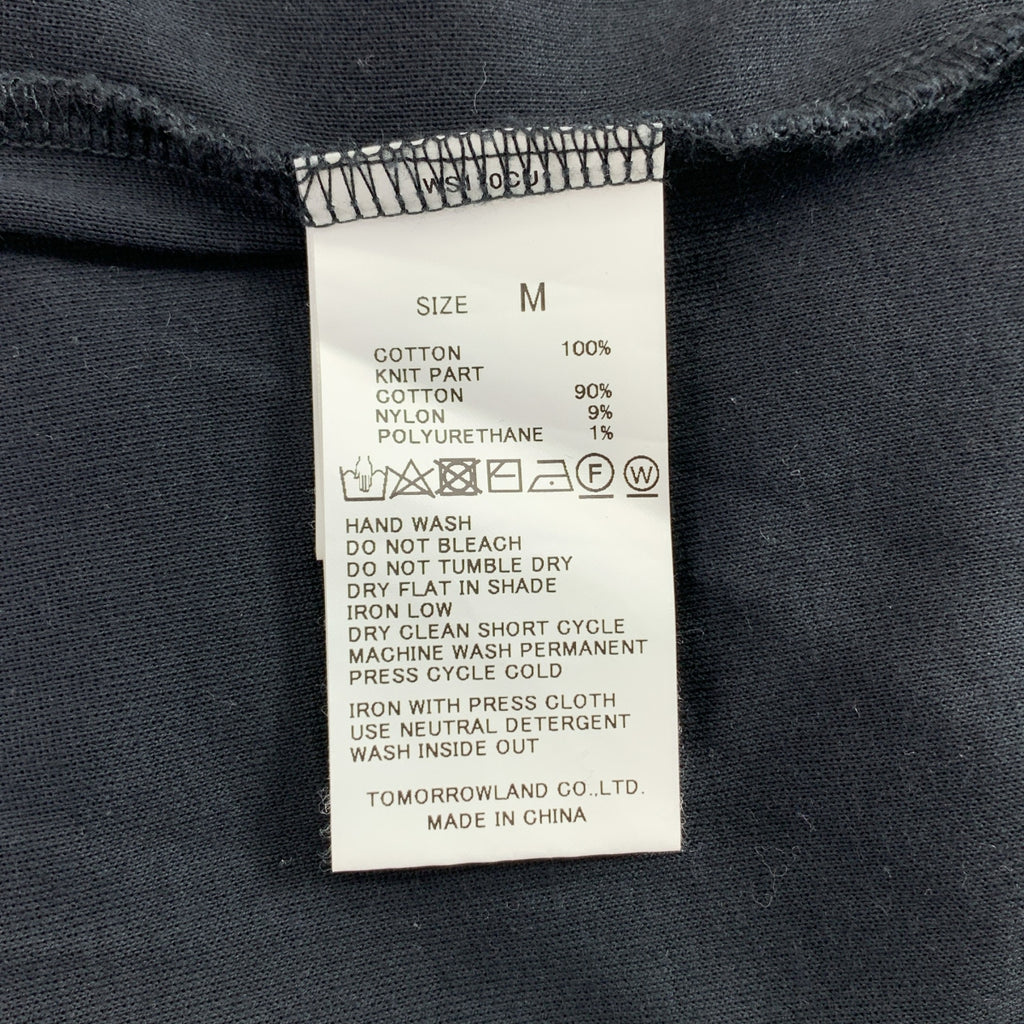 SIZE M
COTTON 100%
KNIT PART
COTTON 90%
NYLON 9%
POLYURETHANE 1%
F W
HAND WASH
DO NOT BLEACH
DO NOT TUMBLE DRY
DRY FLAT IN SHADE
IRON LOW
DRY CLEAN SHORT CYCLE
MACHINE WASH PERMANENT
PRESS CYCLE COLD
IRON WITH PRESS CLOTH
USE NEUTRAL DETERGENT
WASH INSIDE OUT
TOMORROWLAND CO.,LTD.
MADE IN CHINA